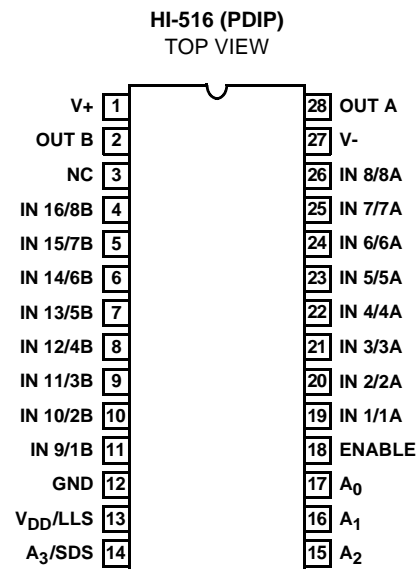 HI-516 (PDIP)
TOP VIEW
V+ 1 28 OUT A
OUT B 2 27 V-
NC 3 26 IN 8/8A
IN 16/8B 4 25 IN 7/7A
IN 15/7B 5 24 IN 6/6A
IN 14/6B 6 23 IN 5/5A
IN 13/5B 7 22 IN 4/4A
IN 12/4B 8 21 IN 3/3A
IN 11/3B 9 20 IN 2/2A
IN 10/2B 10 19 IN 1/1A
IN 9/1B 11 18 ENABLE
GND 12 17 A0
VDD/LLS 13 16 A1
A3/SDS 14 15 A2